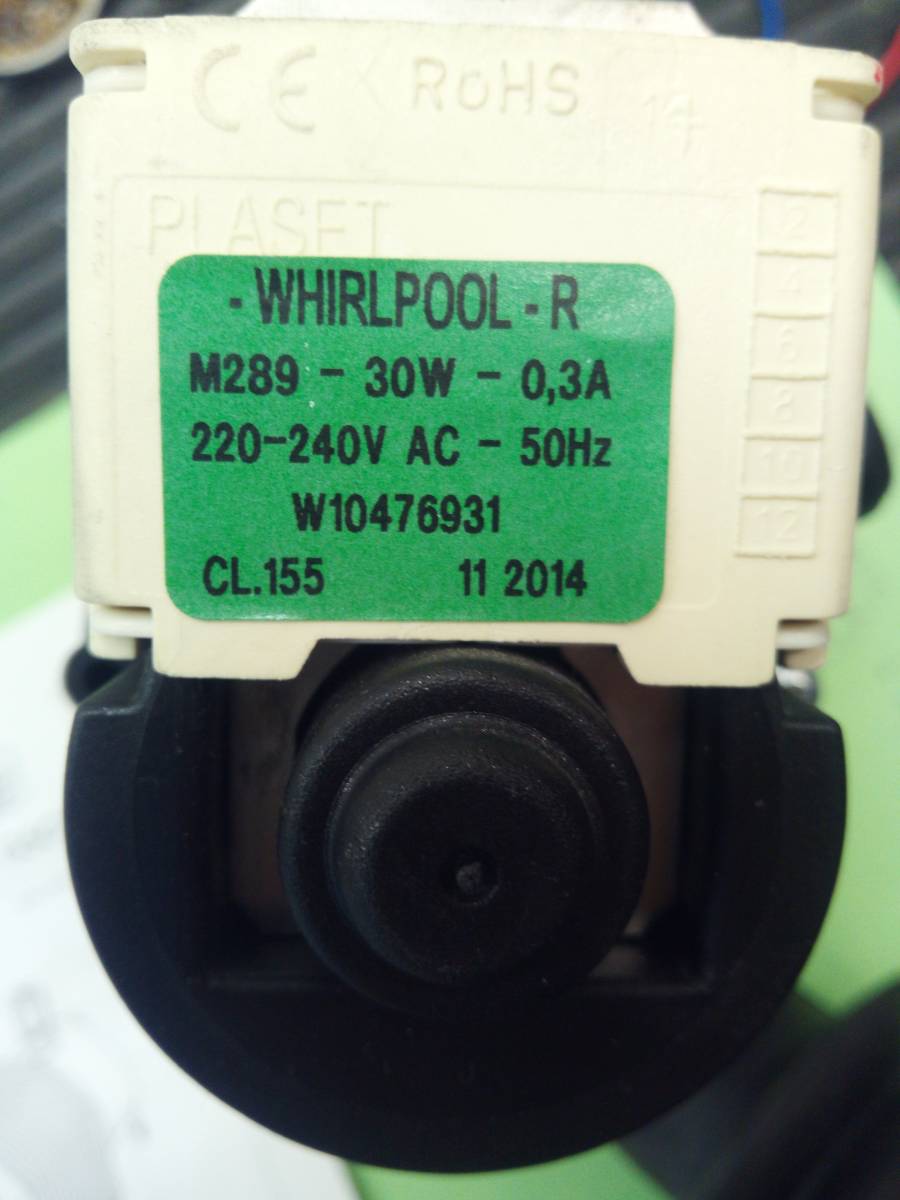 CE RoHS
14
PLASET
- WHIRLPOOL - R
M289 - 30W - 0,3A
220-240V AC - 50Hz
W10476931
CL.155 11 2014
2
4
6
8
10
12